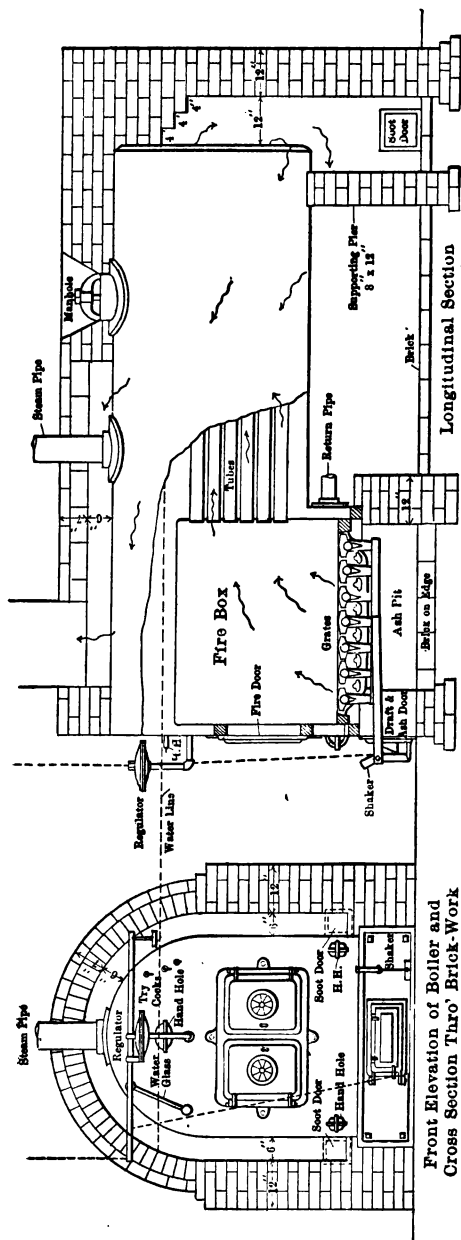 Steam Pipe
Regulator
Try
Cocks
Water
Glass
Hand Hole
6"
Soot Door
H.H.
Soot Door
Hand Hole
12"
6"
6"
12"
Shaker
Front Elevation of Boiler and
Cross Section Thro' Brick-Work
Steam Pipe
Manhole
4"
4"
4"
12"
12"
Regulator
H.H.
Water Line
Fire Box
Tubes
Fire Door
Grates
Return Pipe
Supporting Pier
8" x 12"
Soot
Door
Shaker
Draft &
Ash Door
Ash Pit
12"
Brick on Edge
Brick
Longitudinal Section